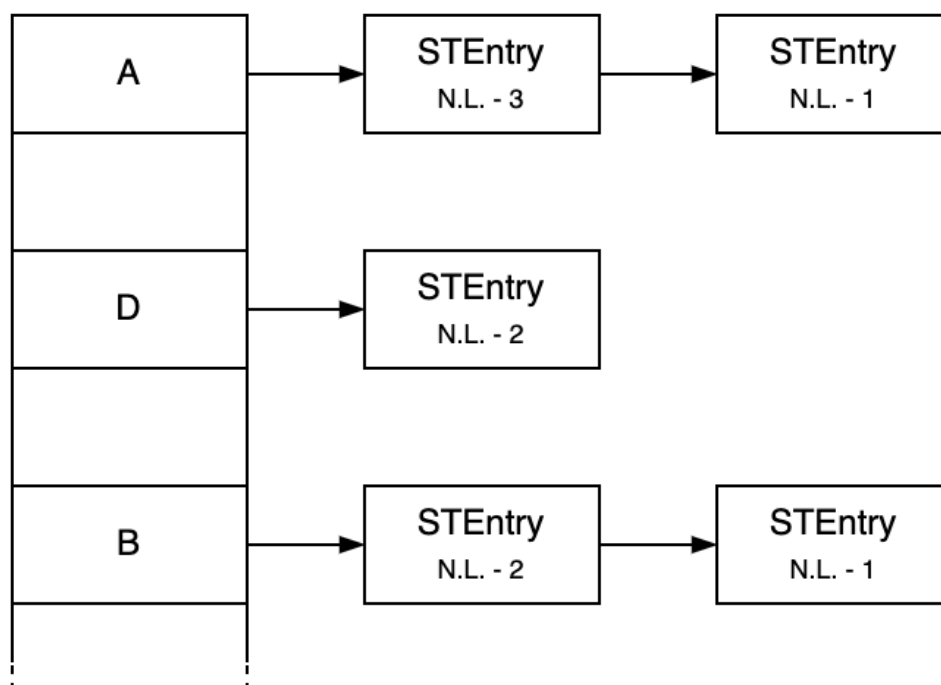 A
STEntry
N.L. - 3
STEntry
N.L. - 1
D
STEntry
N.L. - 2
B
STEntry
N.L. - 2
STEntry
N.L. - 1